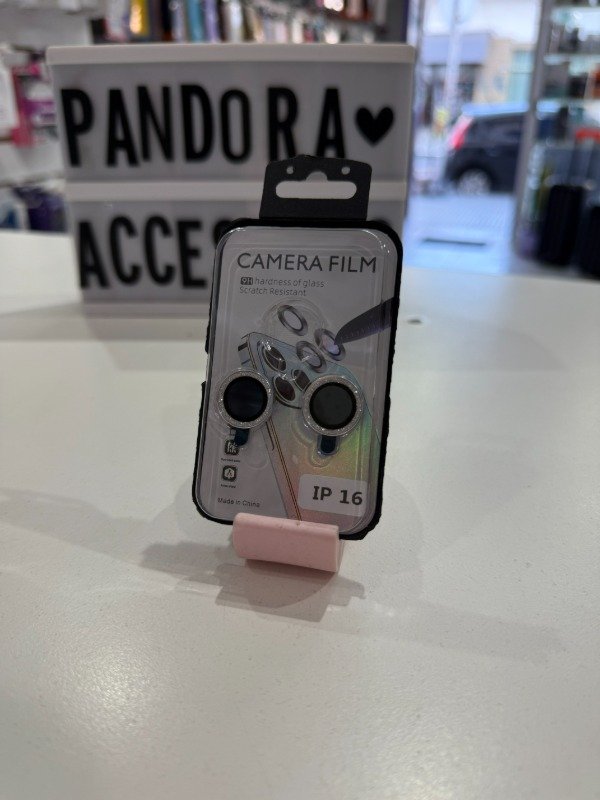 PANDORA♥
ACCES
CAMERA FILM
9H hardness of glass
Scratch Resistant
IP 16
Made in China